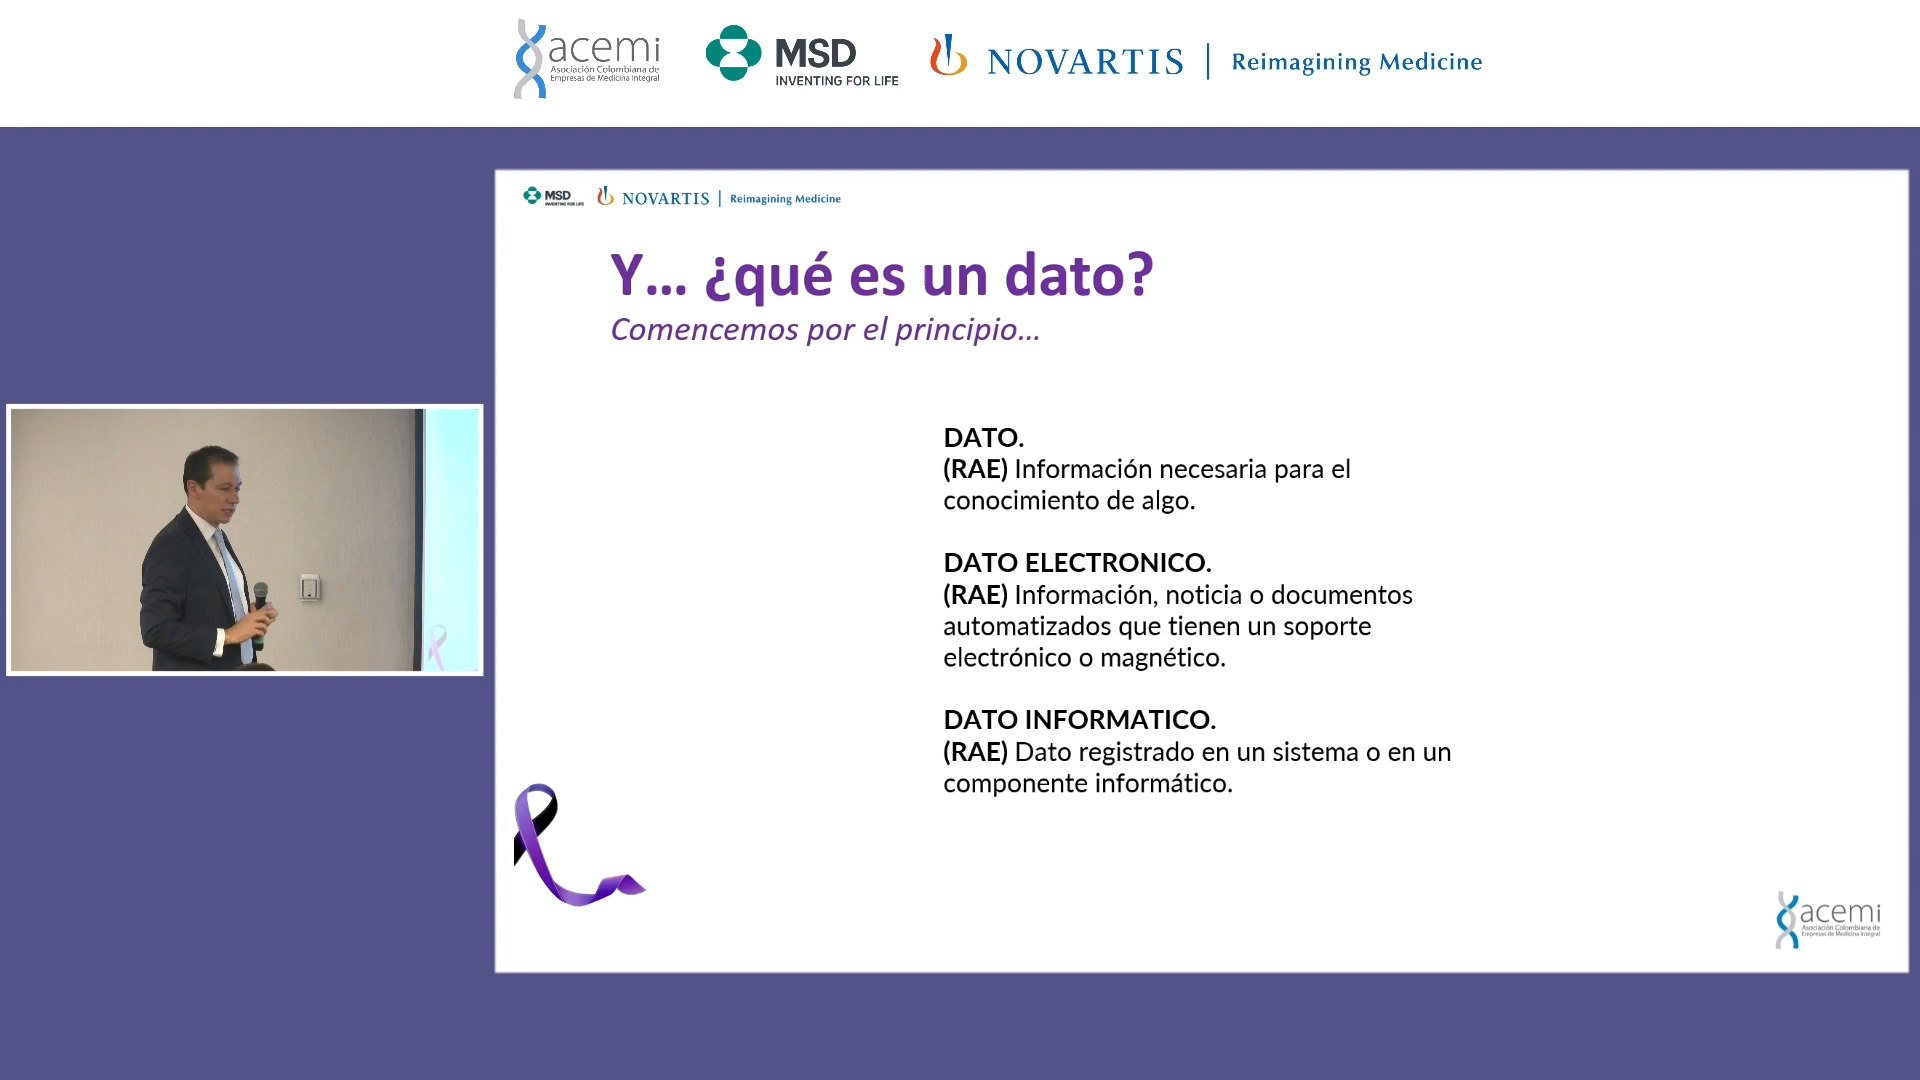 acemi
Asociación Colombiana de
Empresas de Medicina Integral
MSD
INVENTING FOR LIFE
NOVARTIS
Reimagining Medicine
MSD
INVENTING FOR LIFE
NOVARTIS
Reimagining Medicine
Y... ¿qué es un dato?
Comencemos por el principio...
DATO.
(RAE) Información necesaria para el
conocimiento de algo.
DATO ELECTRONICO.
(RAE) Información, noticia o documentos
automatizados que tienen un soporte
electrónico o magnético.
DATO INFORMATICO.
(RAE) Dato registrado en un sistema o en un
componente informático.
acemi
Asociación Colombiana de
Empresas de Medicina Integral